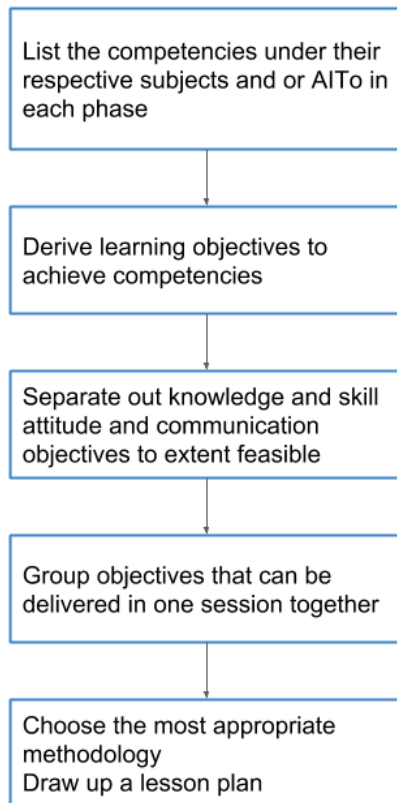 List the competencies under their
respective subjects and or AITo in
each phase
Derive learning objectives to
achieve competencies
Separate out knowledge and skill
attitude and communication
objectives to extent feasible
Group objectives that can be
delivered in one session together
Choose the most appropriate
methodology
Draw up a lesson plan